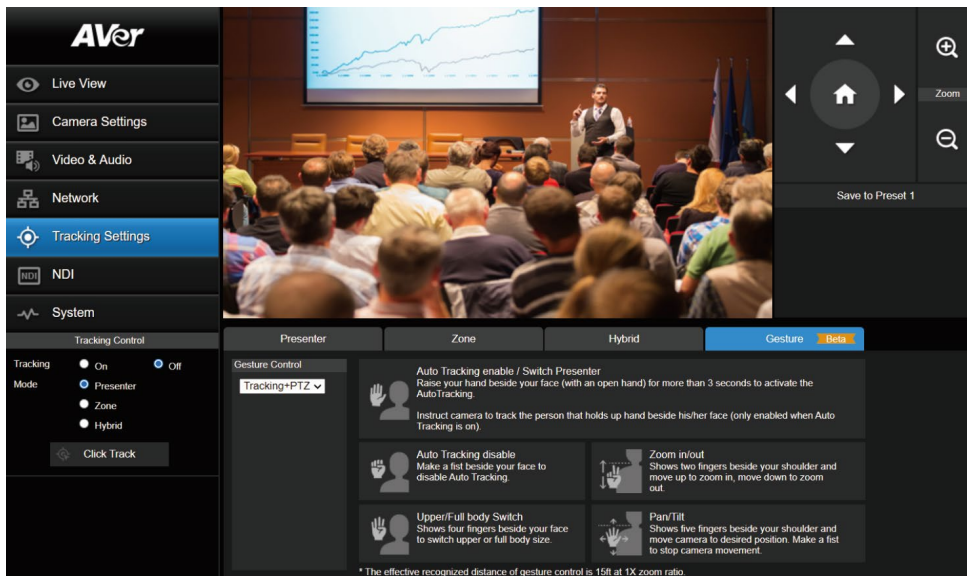 AVer
Live View
Camera Settings
Video & Audio
Network
Tracking Settings
NDI
NDI
System
Tracking Control
Tracking
On
Off
Mode
Presenter
Zone
Hybrid
Click Track
Zoom
Save to Preset 1
Presenter
Zone
Hybrid
Gesture
Beta
Gesture Control
Tracking+PTZ
Auto Tracking enable / Switch Presenter
Raise your hand beside your face (with an open hand) for more than 3 seconds to activate the
AutoTracking.
Instruct camera to track the person that holds up hand beside his/her face (only enabled when Auto
Tracking is on).
Auto Tracking disable
Make a fist beside your face to
disable Auto Tracking.
Zoom in/out
Shows two fingers beside your shoulder and
move up to zoom in, move down to zoom
out.
Upper/Full body Switch
Shows four fingers beside your face
to switch upper or full body size.
Pan/Tilt
Shows five fingers beside your shoulder and
move camera to desired position. Make a fist
to stop camera movement.
* The effective recognized distance of gesture control is 15ft at 1X zoom ratio.